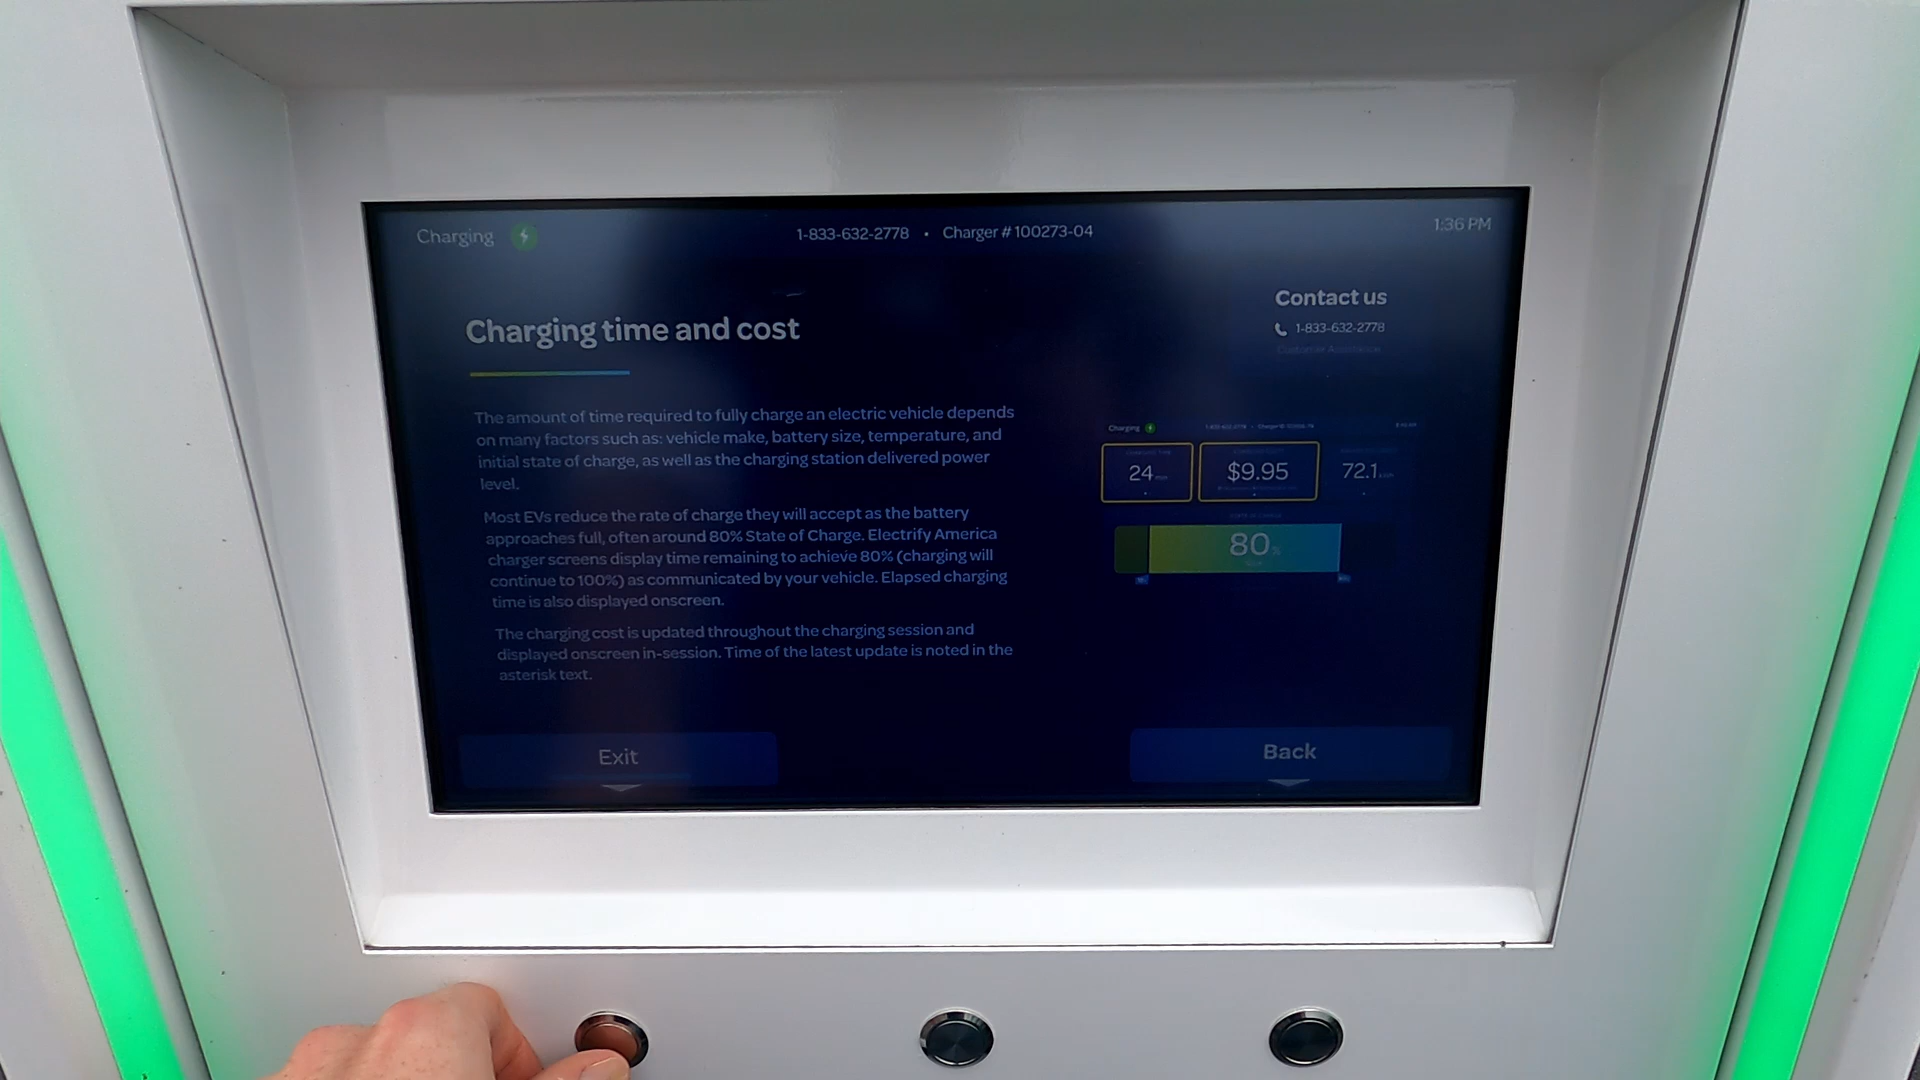 Charging
1-833-632-2778 • Charger # 100273-04
1:36 PM
Contact us
1-833-632-2778
Customer Assistance
Charging time and cost
The amount of time required to fully charge an electric vehicle depends
on many factors such as: vehicle make, battery size, temperature, and
initial state of charge, as well as the charging station delivered power
level.
Most EVs reduce the rate of charge they will accept as the battery
approaches full, often around 80% State of Charge. Electrify America
charger screens display time remaining to achieve 80% (charging will
continue to 100%) as communicated by your vehicle. Elapsed charging
time is also displayed onscreen.
The charging cost is updated throughout the charging session and
displayed onscreen in-session. Time of the latest update is noted in the
asterisk text.
Charging
24 min
$9.95
72.1 kWh
STATE OF CHARGE
80%
Exit
Back